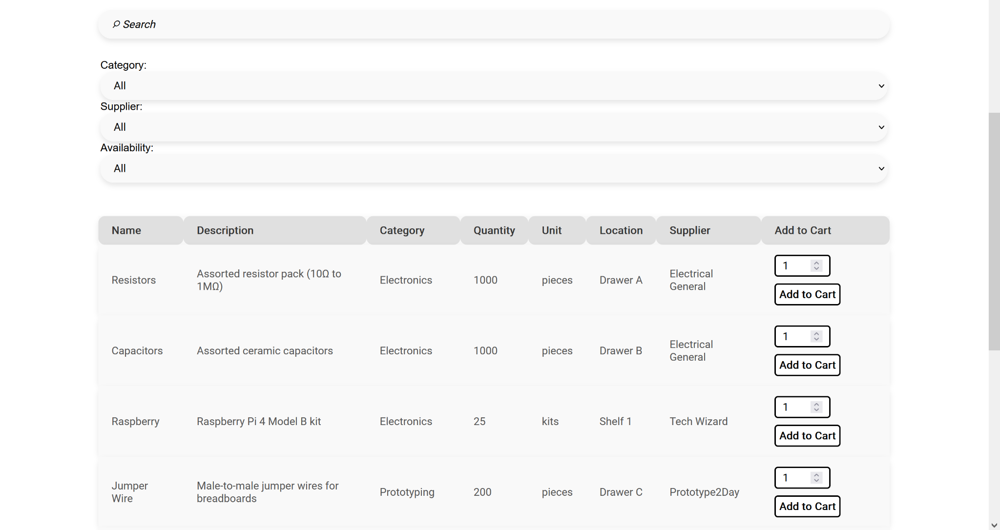 Search
Category:
All
Supplier:
All
Availability:
All
Name Description Category Quantity Unit Location Supplier Add to Cart
Resistors Assorted resistor pack (10Ω to 1MΩ) Electronics 1000 pieces Drawer A Electrical General 1 Add to Cart
Capacitors Assorted ceramic capacitors Electronics 1000 pieces Drawer B Electrical General 1 Add to Cart
Raspberry Raspberry Pi 4 Model B kit Electronics 25 kits Shelf 1 Tech Wizard 1 Add to Cart
Jumper Wire Male-to-male jumper wires for breadboards Prototyping 200 pieces Drawer C Prototype2Day 1 Add to Cart